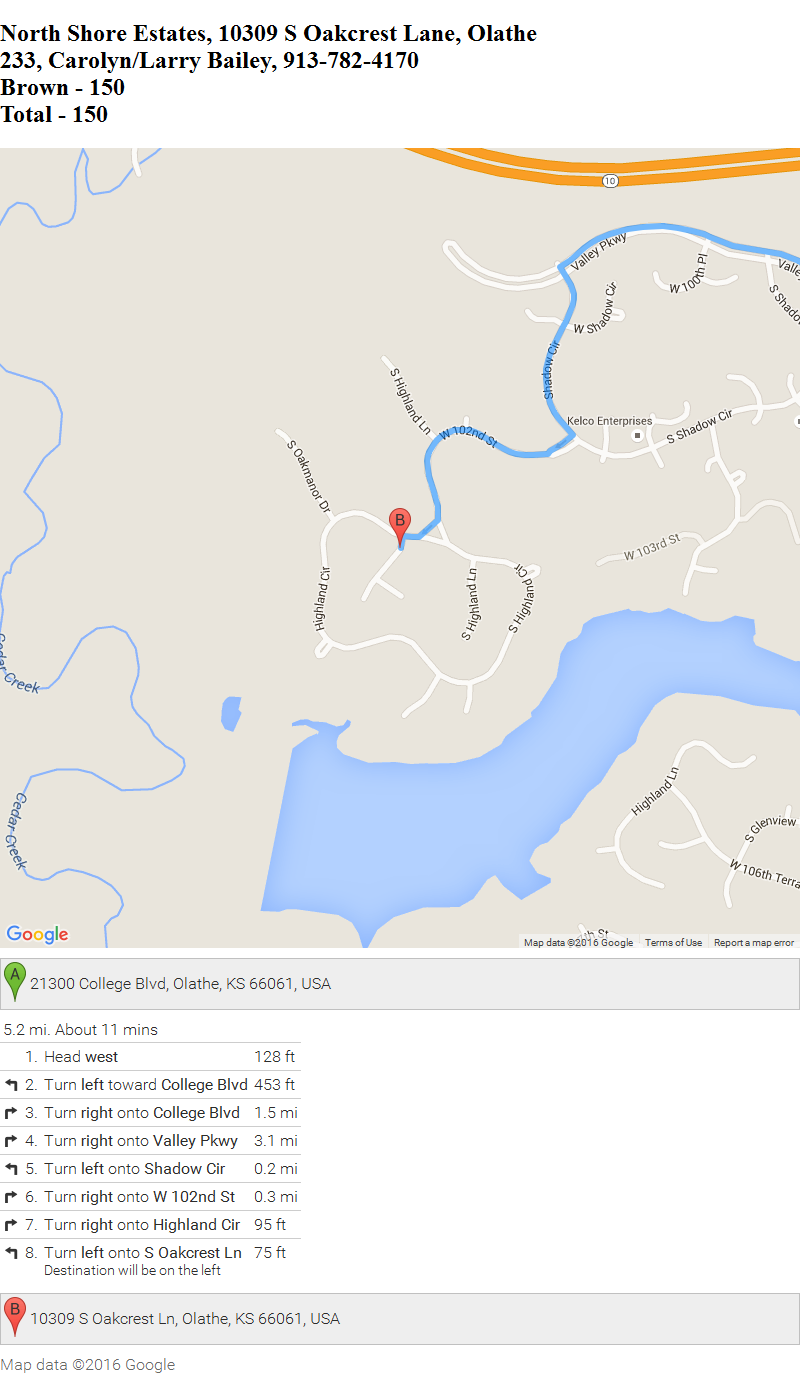 North Shore Estates, 10309 S Oakcrest Lane, Olathe
233, Carolyn/Larry Bailey, 913-782-4170
Brown - 150
Total - 150
10
Valley Pkwy
Valle
W 100th Pl
S Shado
W Shadow Cir
Shadow Cir
S Highland Ln
Kelco Enterprises
S Shadow Cir
W 102nd St
S Oakmanor Dr
B
W 103rd St
Highland Cir
S Highland Ln
S Highland Cir
Cedar Creek
Highland Ln
Cedar Creek
S Glenview
W 106th Terra
Google
7th St
Map data ©2016 Google Terms of Use Report a map error
A 21300 College Blvd, Olathe, KS 66061, USA
5.2 mi. About 11 mins
1. Head west 128 ft
2. Turn left toward College Blvd 453 ft
3. Turn right onto College Blvd 1.5 mi
4. Turn right onto Valley Pkwy 3.1 mi
5. Turn left onto Shadow Cir 0.2 mi
6. Turn right onto W 102nd St 0.3 mi
7. Turn right onto Highland Cir 95 ft
8. Turn left onto S Oakcrest Ln 75 ft
Destination will be on the left
B 10309 S Oakcrest Ln, Olathe, KS 66061, USA
Map data ©2016 Google